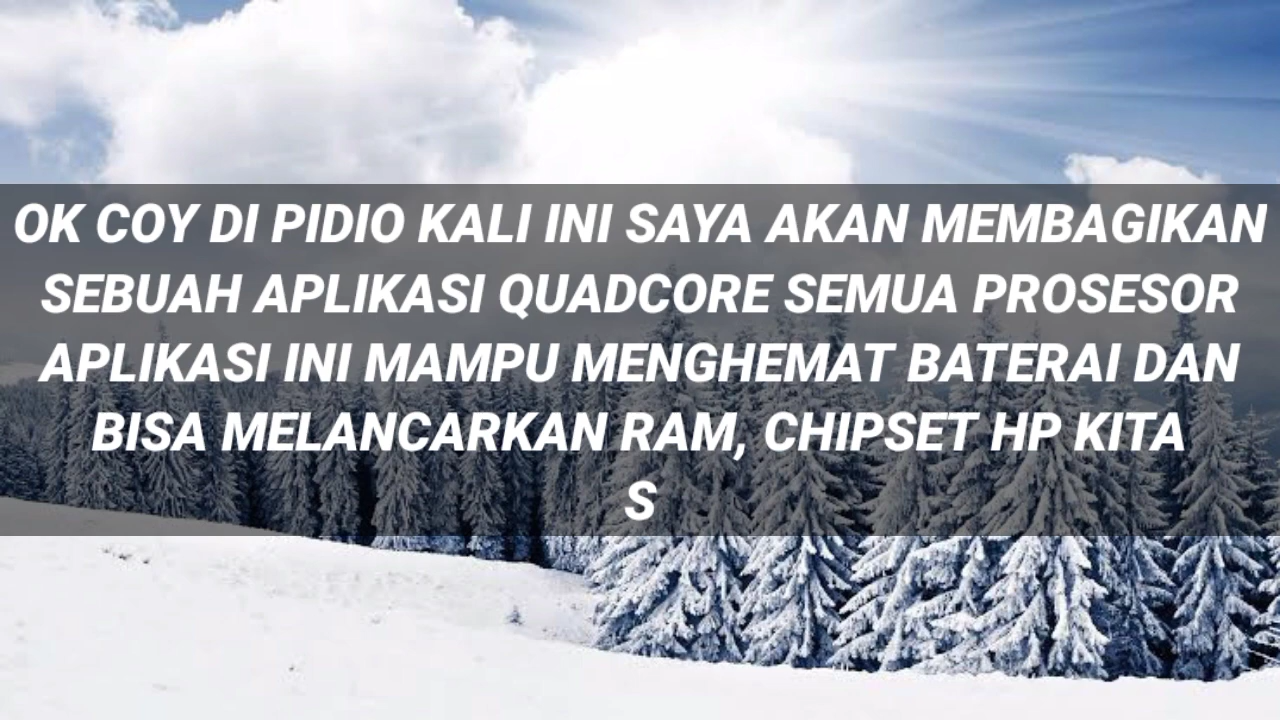 OK COY DI PIDIO KALI INI SAYA AKAN MEMBAGIKAN
SEBUAH APLIKASI QUADCORE SEMUA PROSESOR
APLIKASI INI MAMPU MENGHEMAT BATERAI DAN
BISA MELANCARKAN RAM, CHIPSET HP KITA
S